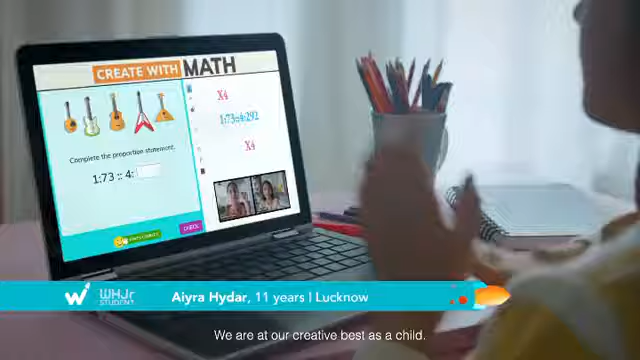 CREATE WITH MATH
Complete the proportion statement.
1:73 :: 4:
X4
1:73::4:292
X4
CHECK
WHJr
STUDENT
Aiyra Hydar, 11 years | Lucknow
We are at our creative best as a child.